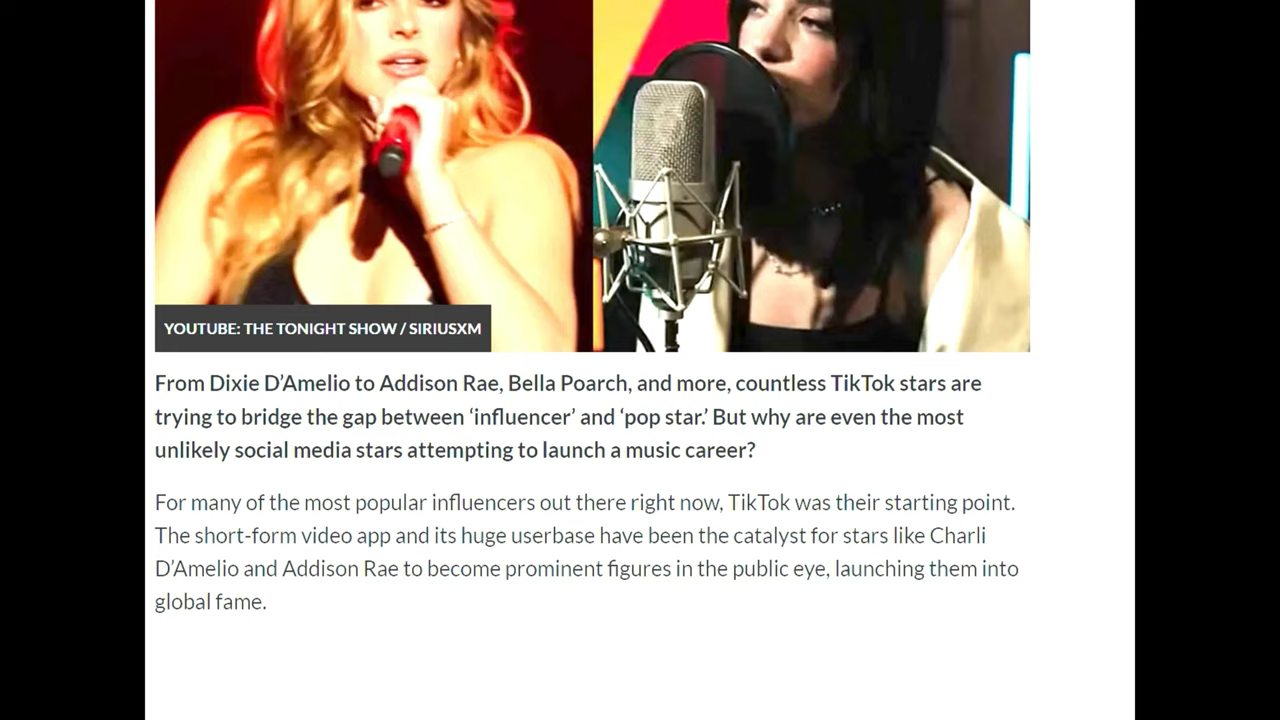 YOUTUBE: THE TONIGHT SHOW / SIRIUSXM
From Dixie D’Amelio to Addison Rae, Bella Poarch, and more, countless TikTok stars are
trying to bridge the gap between ‘influencer’ and ‘pop star.’ But why are even the most
unlikely social media stars attempting to launch a music career?
For many of the most popular influencers out there right now, TikTok was their starting point.
The short-form video app and its huge userbase have been the catalyst for stars like Charli
D’Amelio and Addison Rae to become prominent figures in the public eye, launching them into
global fame.